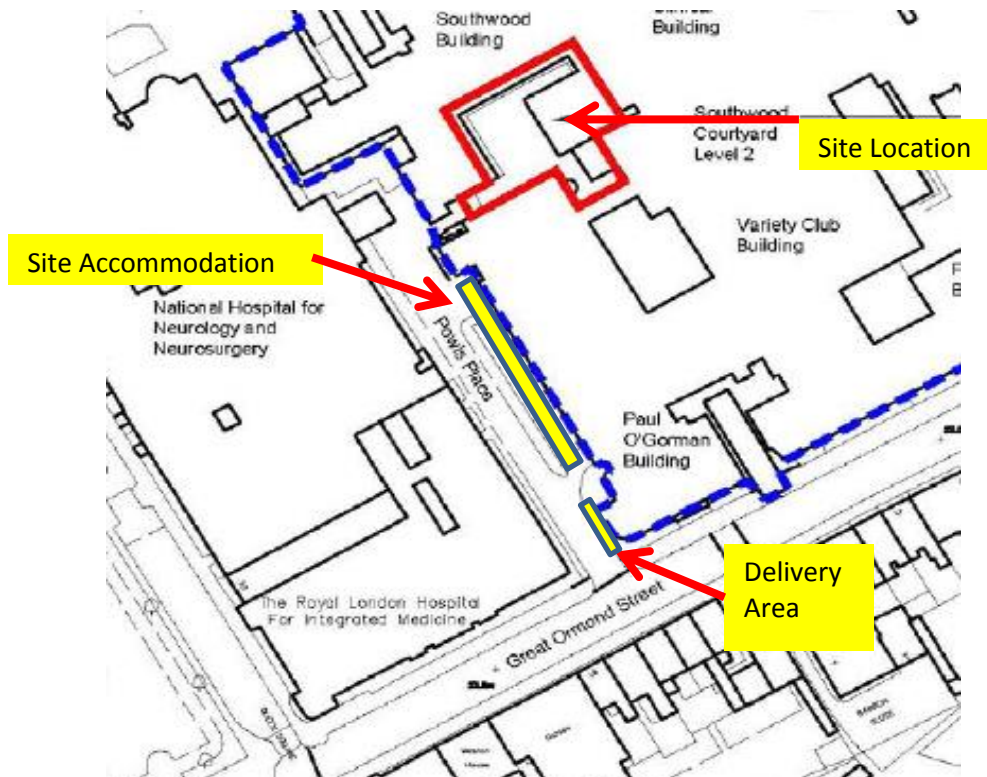 Southwood
Building
Building
Southwood
Courtyard
Level 2
Site Location
Variety Club
Building
Site Accommodation
National Hospital for
Neurology and
Neurosurgery
Powis Place
Paul
O'Gorman
Building
Delivery
Area
The Royal London Hospital
For Integrated Medicine
Great Ormond Street